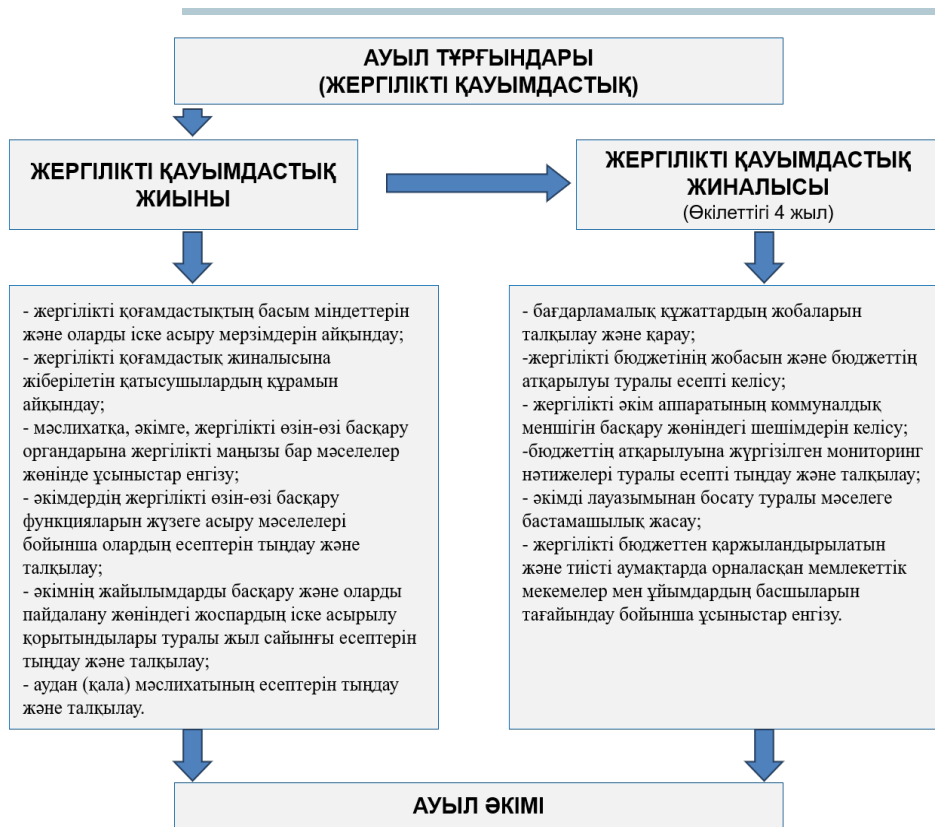 АУЫЛ ТҰРҒЫНДАРЫ
(ЖЕРГІЛІКТІ ҚАУЫМДАСТЫҚ)
ЖЕРГІЛІКТІ ҚАУЫМДАСТЫҚ
ЖИЫНЫ
ЖЕРГІЛІКТІ ҚАУЫМДАСТЫҚ
ЖИНАЛЫСЫ
(Өкілеттігі 4 жыл)
- жергілікті қоғамдастықтың басым міндеттерін
және оларды іске асыру мерзімдерін айқындау;
- жергілікті қоғамдастық жиналысына
жіберілетін қатысушылардың құрамын
айқындау;
- мәслихатқа, әкімге, жергілікті өзін-өзі басқару
органдарына жергілікті маңызы бар мәселелер
жөнінде ұсыныстар енгізу;
- әкімдердің жергілікті өзін-өзі басқару
функцияларын жүзеге асыру мәселелері
бойынша олардың есептерін тыңдау және
талқылау;
- әкімнің жайылымдарды басқару және оларды
пайдалану жөніндегі жоспардың іске асырылу
қорытындылары туралы жыл сайынғы есептерін
тыңдау және талқылау;
- аудан (қала) мәслихатының есептерін тыңдау
және талқылау.
- бағдарламалық құжаттардың жобаларын
талқылау және қарау;
-жергілікті бюджетінің жобасын және бюджеттің
атқарылуы туралы есепті келісу;
- жергілікті әкім аппаратының коммуналдық
меншігін басқару жөніндегі шешімдерін келісу;
-бюджеттің атқарылуына жүргізілген мониторинг
нәтижелері туралы есепті тыңдау және талқылау;
- әкімді лауазымынан босату туралы мәселеге
бастамашылық жасау;
- жергілікті бюджеттен қаржыландырылатын
және тиісті аумақтарда орналасқан мемлекеттік
мекемелер мен ұйымдардың басшыларын
тағайындау бойынша ұсыныстар енгізу.
АУЫЛ ӘКІМІ